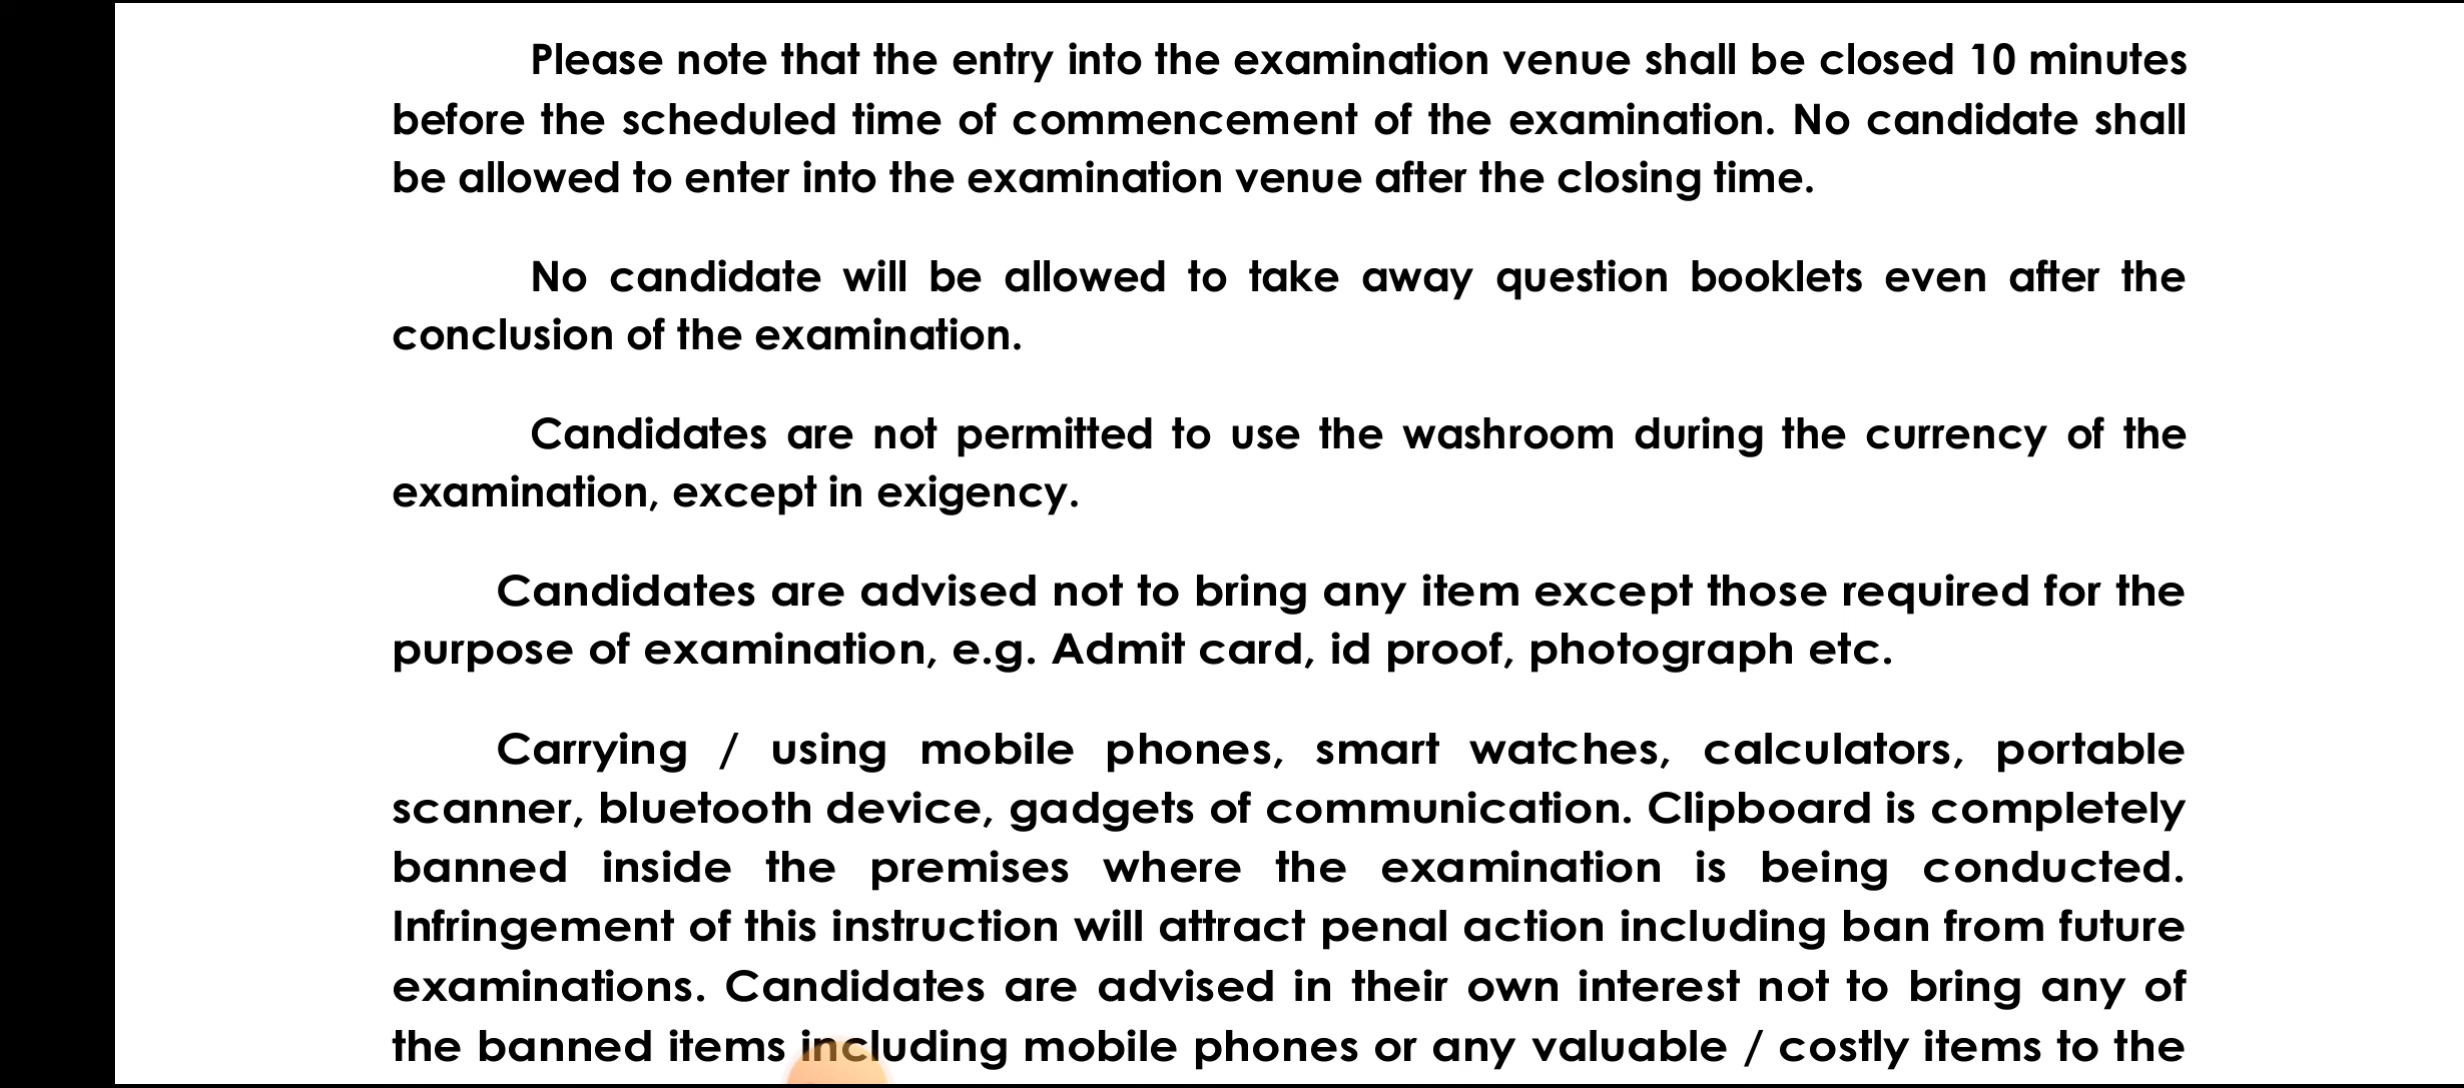 Please note that the entry into the examination venue shall be closed 10 minutes
before the scheduled time of commencement of the examination. No candidate shall
be allowed to enter into the examination venue after the closing time.
No candidate will be allowed to take away question booklets even after the
conclusion of the examination.
Candidates are not permitted to use the washroom during the currency of the
examination, except in exigency.
Candidates are advised not to bring any item except those required for the
purpose of examination, e.g. Admit card, id proof, photograph etc.
Carrying / using mobile phones, smart watches, calculators, portable
scanner, bluetooth device, gadgets of communication. Clipboard is completely
banned inside the premises where the examination is being conducted.
Infringement of this instruction will attract penal action including ban from future
examinations. Candidates are advised in their own interest not to bring any of
the banned items including mobile phones or any valuable / costly items to the